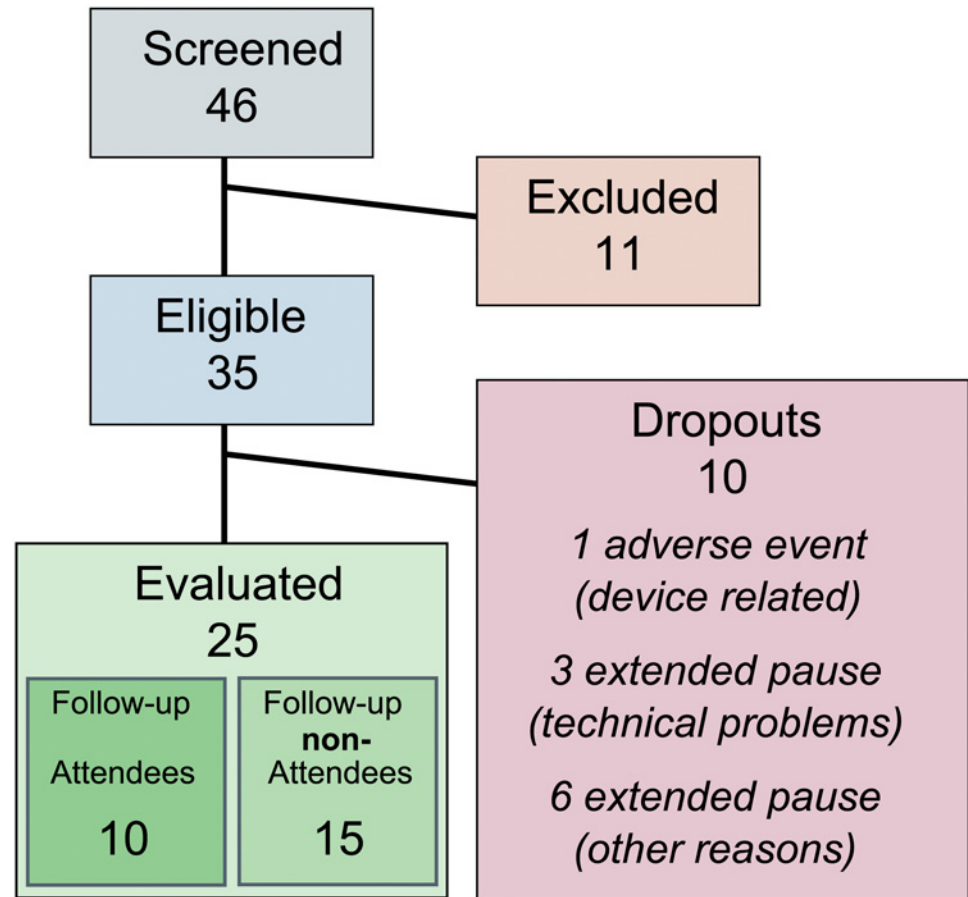 Screened
46
Excluded
11
Eligible
35
Dropouts
10
1 adverse event
(device related)
3 extended pause
(technical problems)
6 extended pause
(other reasons)
Evaluated
25
Follow-up
Attendees
10
Follow-up
non-
Attendees
15